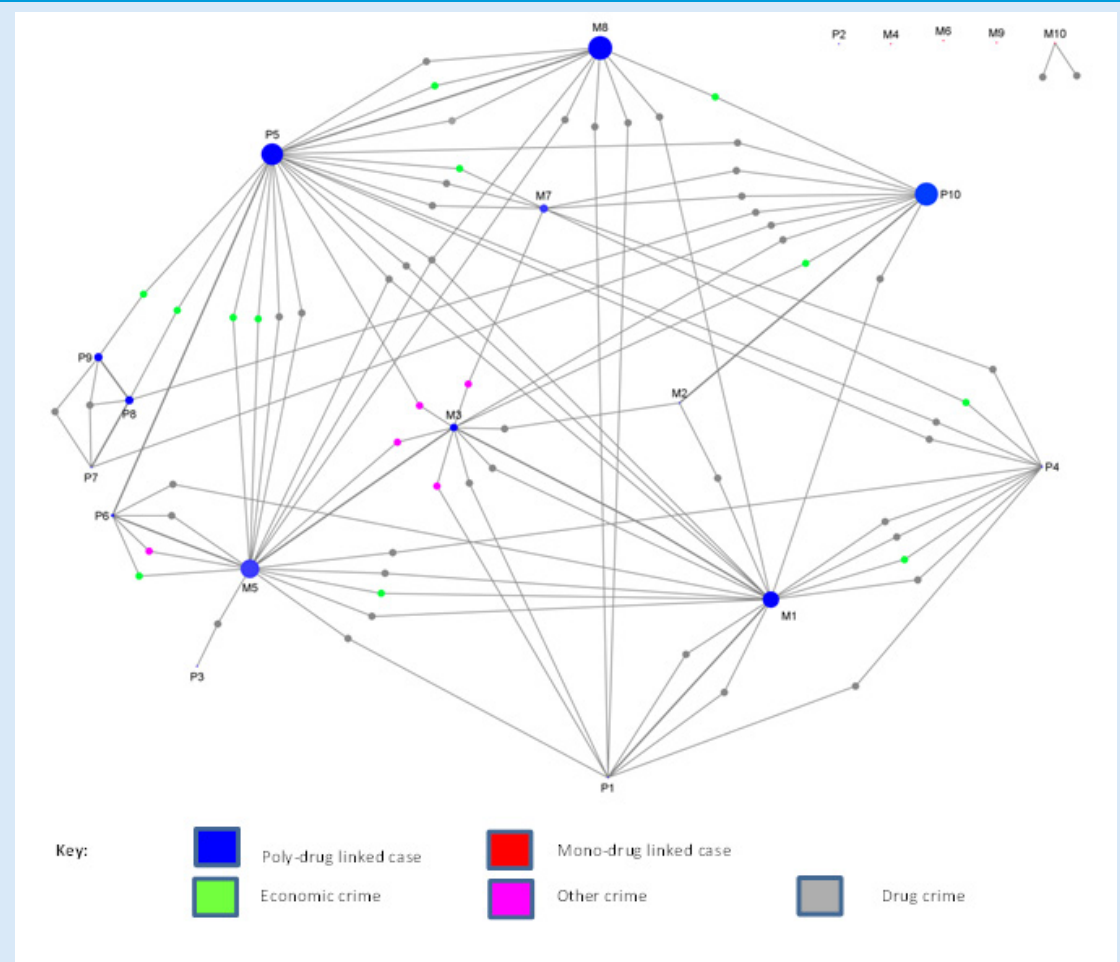 M8
P2
M4
M6
M9
M10
P5
M7
P10
P9
P8
M2
M3
P7
P4
P6
M5
M1
P3
P1
Key:
Poly-drug linked case
Mono-drug linked case
Economic crime
Other crime
Drug crime